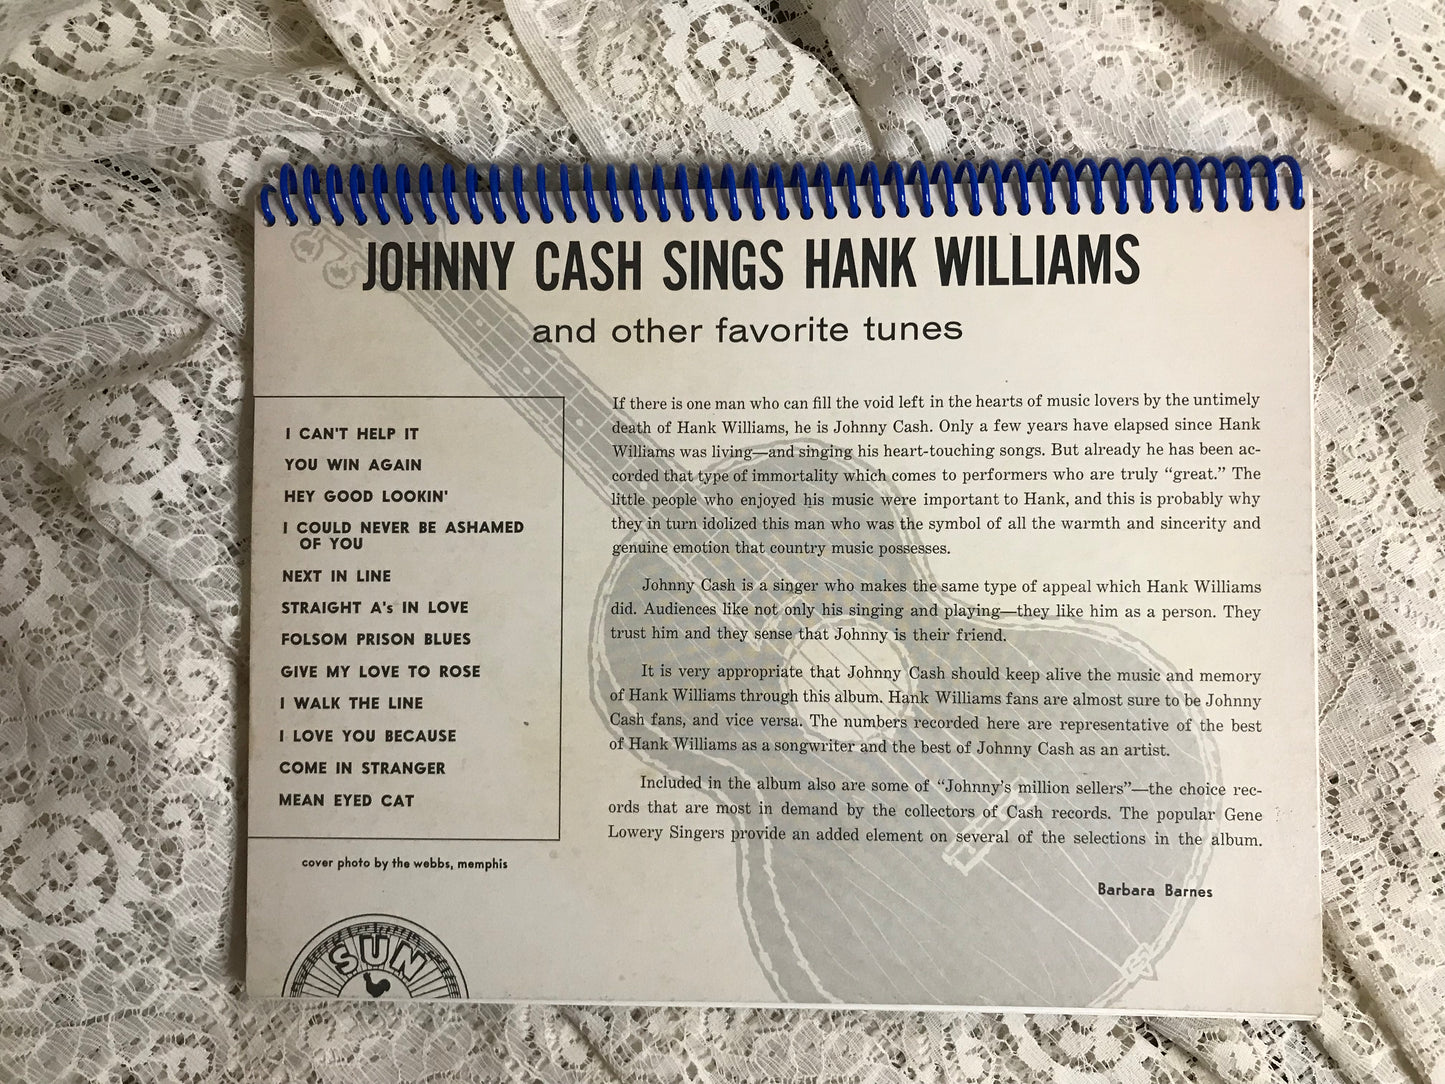 JOHNNY CASH SINGS HANK WILLIAMS
and other favorite tunes
I CAN'T HELP IT
YOU WIN AGAIN
HEY GOOD LOOKIN'
I COULD NEVER BE ASHAMED
OF YOU
NEXT IN LINE
STRAIGHT A's IN LOVE
FOLSOM PRISON BLUES
GIVE MY LOVE TO ROSE
I WALK THE LINE
I LOVE YOU BECAUSE
COME IN STRANGER
MEAN EYED CAT
cover photo by the webbs, memphis
SUN
If there is one man who can fill the void left in the hearts of music lovers by the untimely
death of Hank Williams, he is Johnny Cash. Only a few years have elapsed since Hank
Williams was living—and singing his heart-touching songs. But already he has been ac-
corded that type of immortality which comes to performers who are truly “great.” The
little people who enjoyed his music were important to Hank, and this is probably why
they in turn idolized this man who was the symbol of all the warmth and sincerity and
genuine emotion that country music possesses.
Johnny Cash is a singer who makes the same type of appeal which Hank Williams
did. Audiences like not only his singing and playing—they like him as a person. They
trust him and they sense that Johnny is their friend.
It is very appropriate that Johnny Cash should keep alive the music and memory
of Hank Williams through this album. Hank Williams fans are almost sure to be Johnny
Cash fans, and vice versa. The numbers recorded here are representative of the best
of Hank Williams as a songwriter and the best of Johnny Cash as an artist.
Included in the album also are some of “Johnny's million sellers”—the choice rec-
ords that are most in demand by the collectors of Cash records. The popular Gene
Lowery Singers provide an added element on several of the selections in the album.
Barbara Barnes